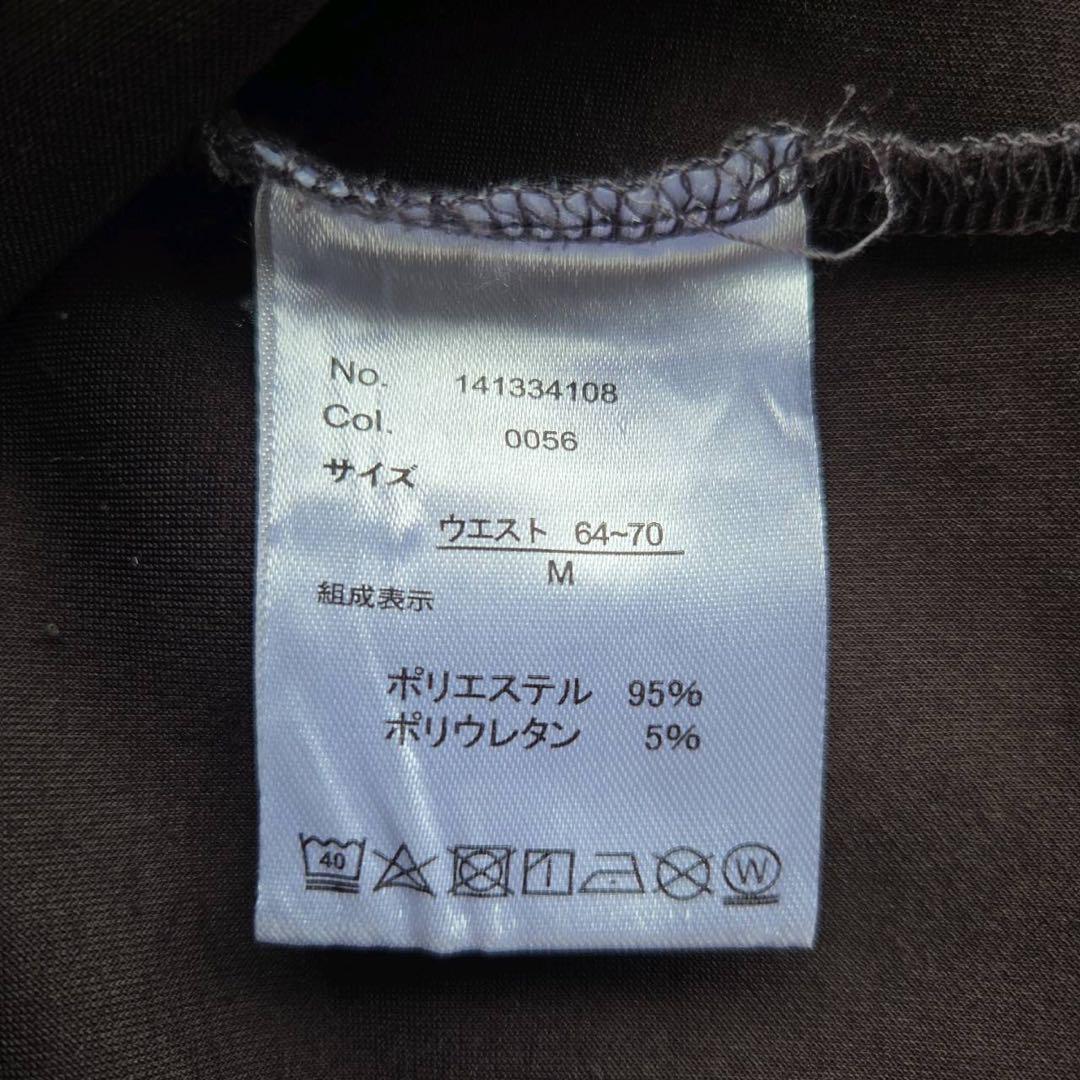 No. 141334108
Col. 0056
サイズ
ウエスト 64~70
M
組成表示
ポリエステル 95%
ポリウレタン 5%
40 W